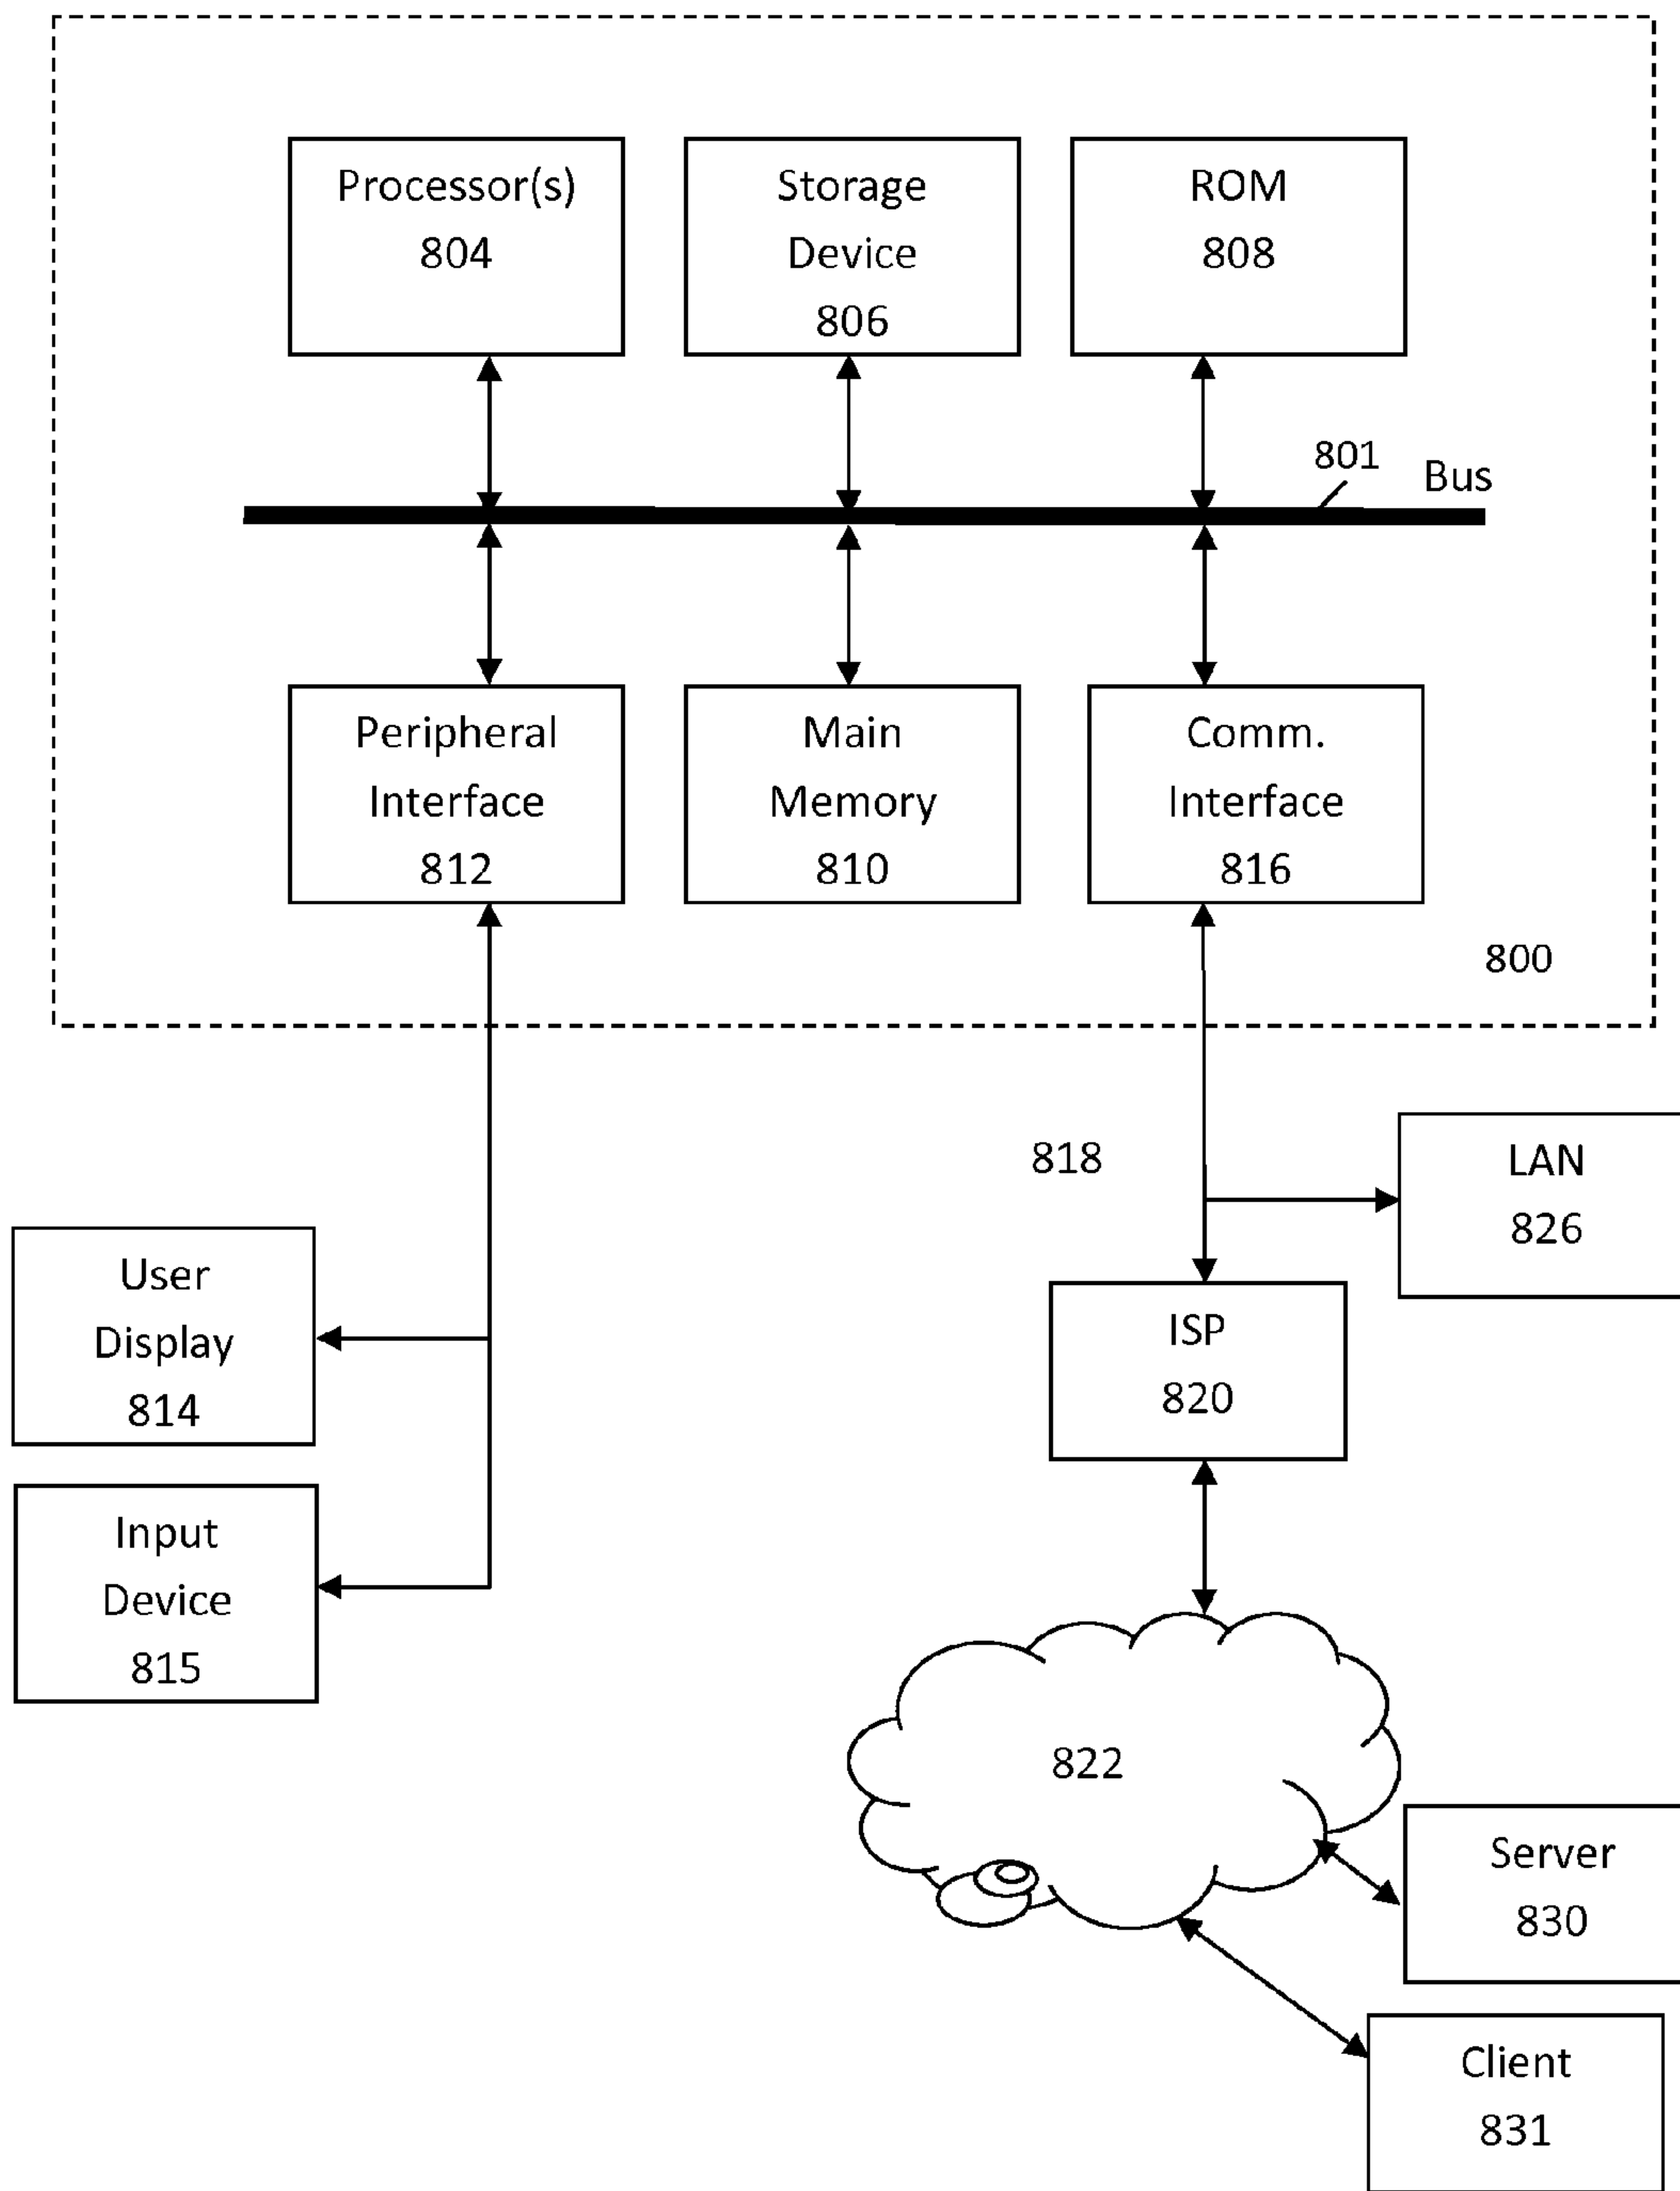 Processor(s)
804
Storage
Device
806
ROM
808
801
Bus
Peripheral
Interface
812
Main
Memory
810
Comm.
Interface
816
800
818
LAN
826
User
Display
814
ISP
820
Input
Device
815
822
Server
830
Client
831